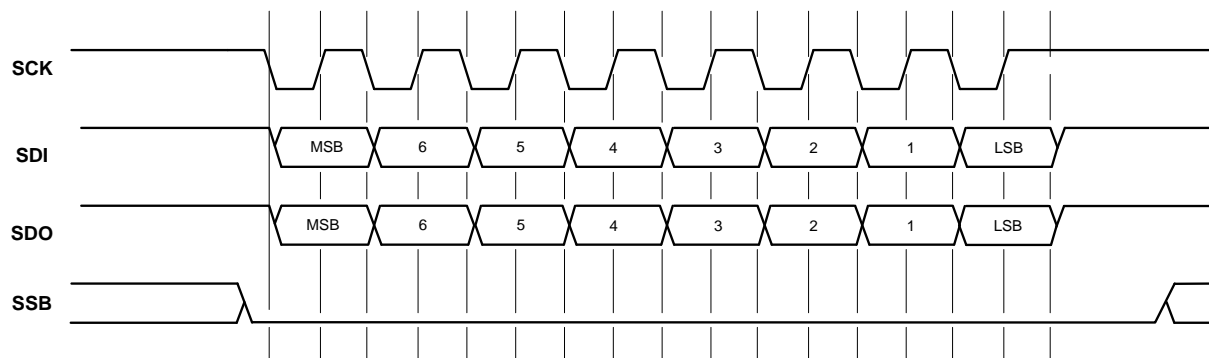 SCK
SDI MSB 6 5 4 3 2 1 LSB
SDO MSB 6 5 4 3 2 1 LSB
SSB